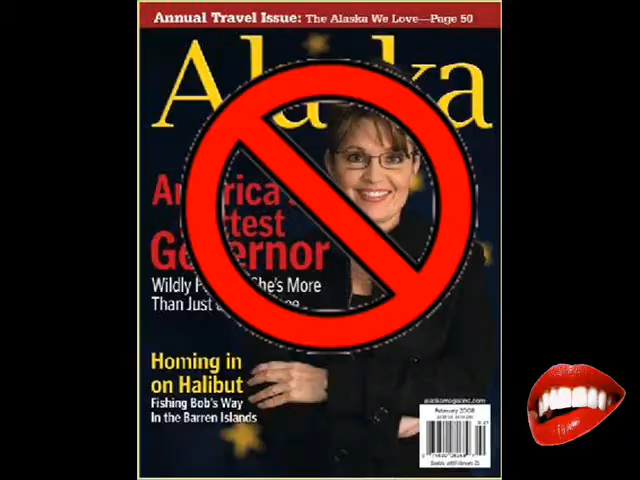 Annual Travel Issue: The Alaska We Love—Page 50
Alaska
America's
Governor
Wildly She's More
Than Just
Homing in
on Halibut
Fishing Bob's Way
In the Barren Islands
alaskamagazine.com
February 2008